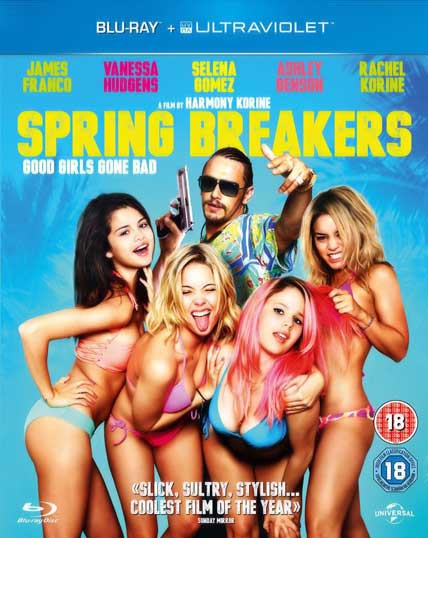 BLU-RAY + UV ULTRAVIOLET™
JAMES FRANCO
VANESSA HUDGENS
SELENA GOMEZ
ASHLEY BENSON
RACHEL KORINE
A FILM BY HARMONY KORINE
SPRING BREAKERS
GOOD GIRLS GONE BAD
18
18
«SLICK, SULTRY, STYLISH...
COOLEST FILM OF THE YEAR»
SUNDAY MIRROR
Blu-ray Disc
UNIVERSAL